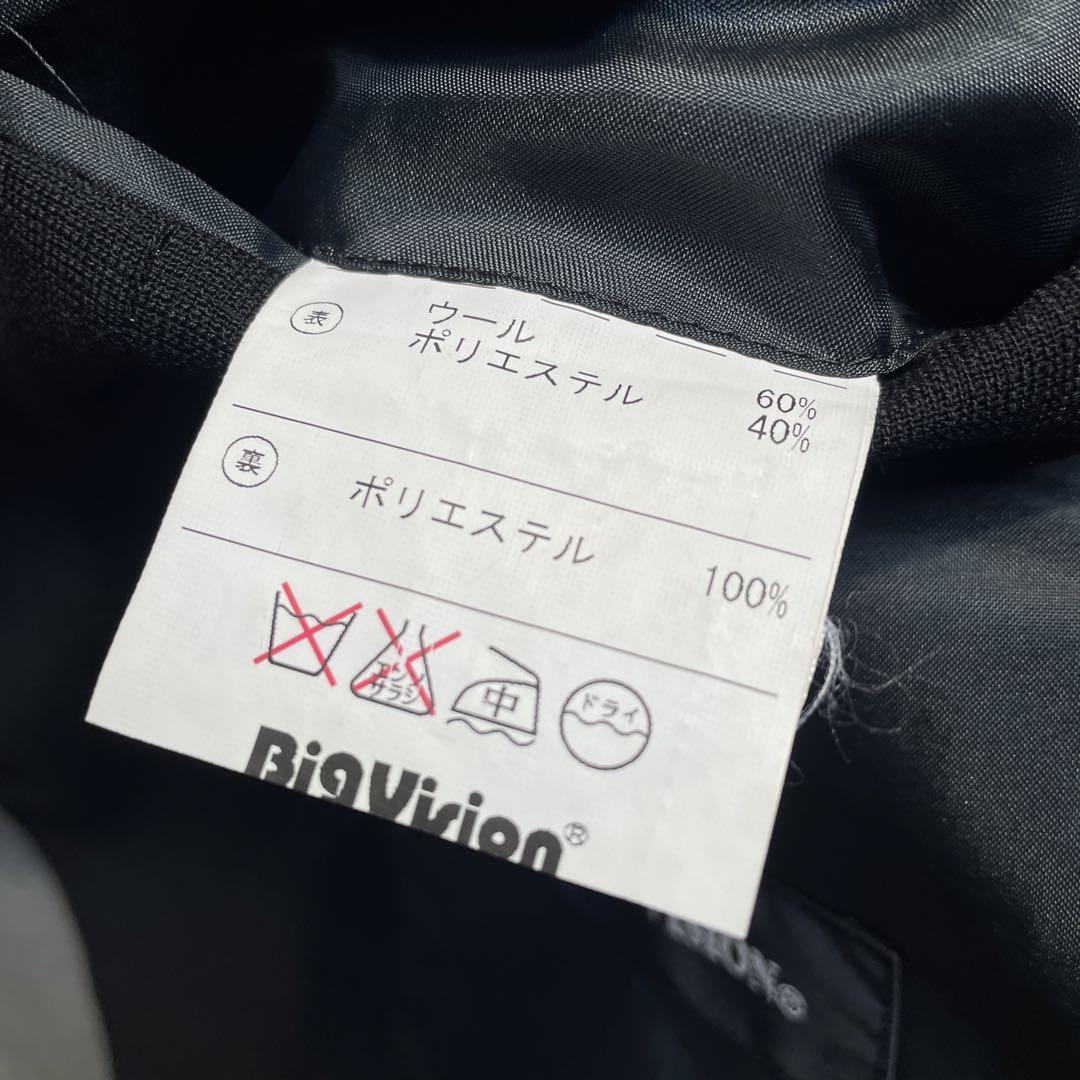 表 ウール 60%
ポリエステル 40%
裏 ポリエステル 100%
エンソ
サラシ
中
ドライ
BigVision®